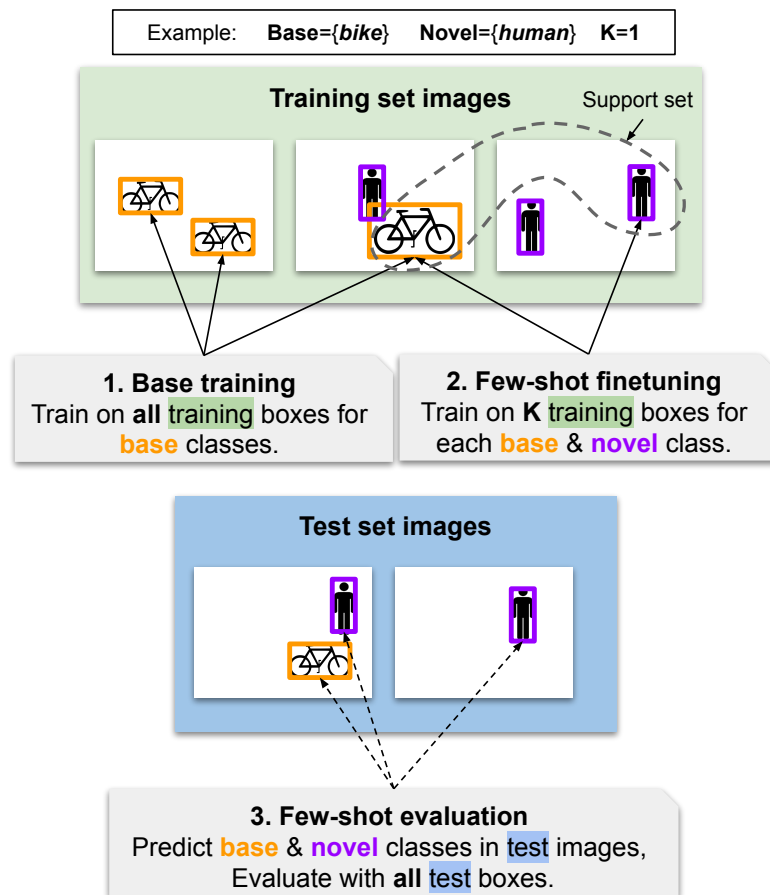 Example: Base={bike} Novel={human} K=1
Training set images
Support set
1. Base training
Train on all training boxes for
base classes.
2. Few-shot finetuning
Train on K training boxes for
each base & novel class.
Test set images
3. Few-shot evaluation
Predict base & novel classes in test images,
Evaluate with all test boxes.